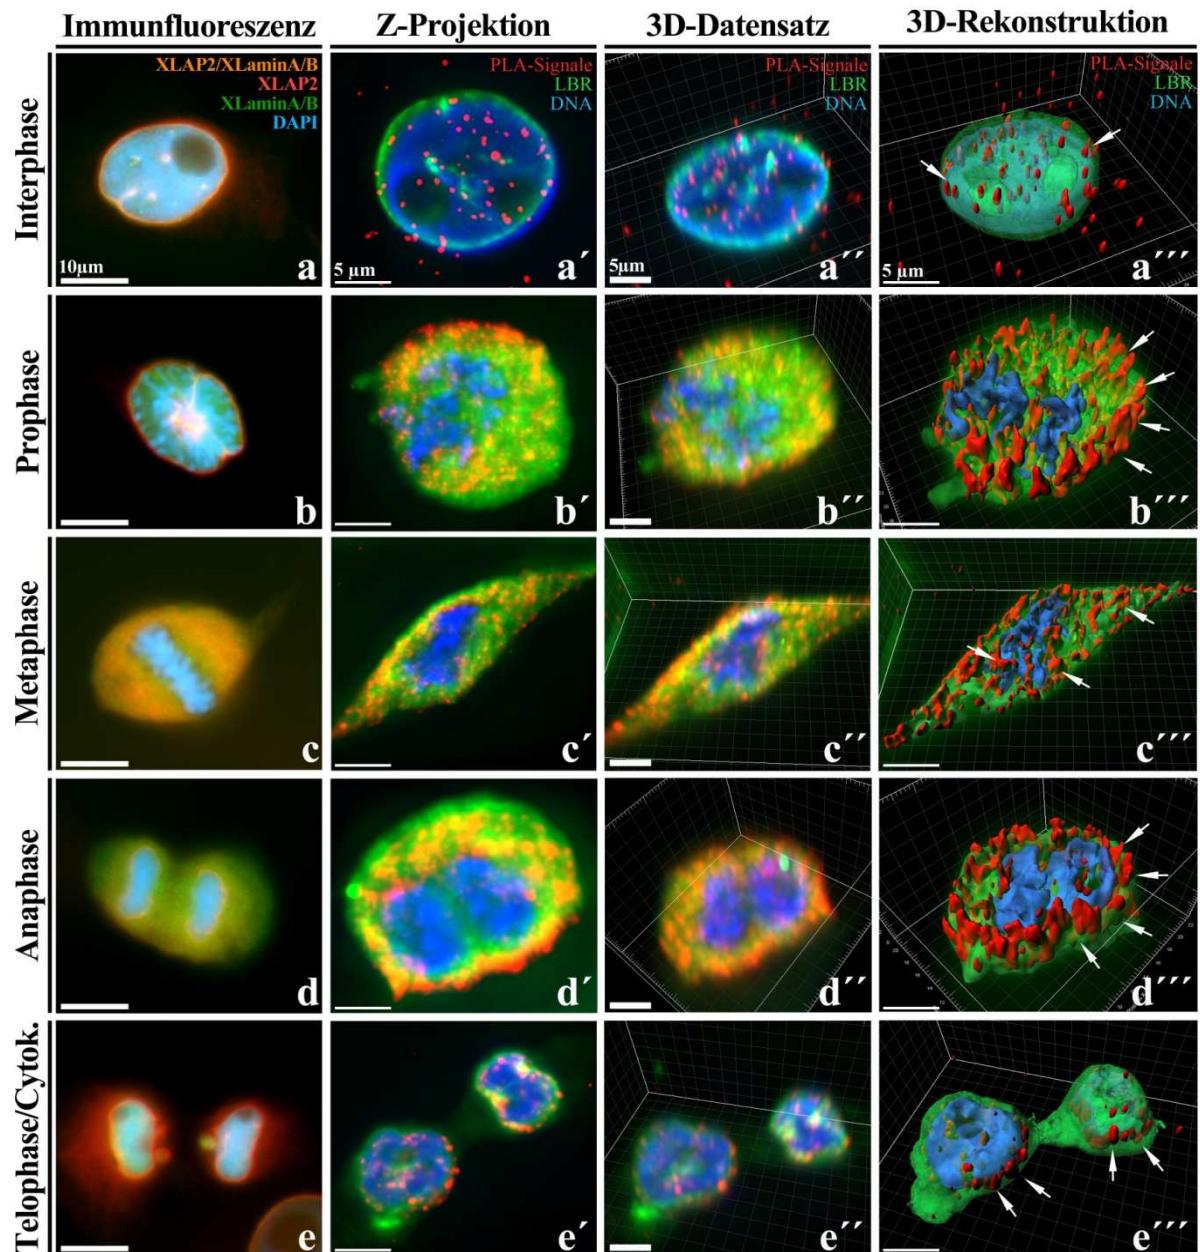 Immunfluoreszenz Z-Projektion 3D-Datensatz 3D-Rekonstruktion
Interphase
XLAP2/XLaminA/B
XLAP2
XLaminA/B
DAPI
10µm
a
PLA-Signale
LBR
DNA
5 µm
a´
PLA-Signale
LBR
DNA
5µm
a´´
PLA-Signale
LBR
DNA
5 µm
a´´´
Prophase
b
b´
b´´
b´´´
Metaphase
c
c´
c´´
c´´´
Anaphase
d
d´
d´´
d´´´
Telophase/Cytok.
e
e´
e´´
e´´´